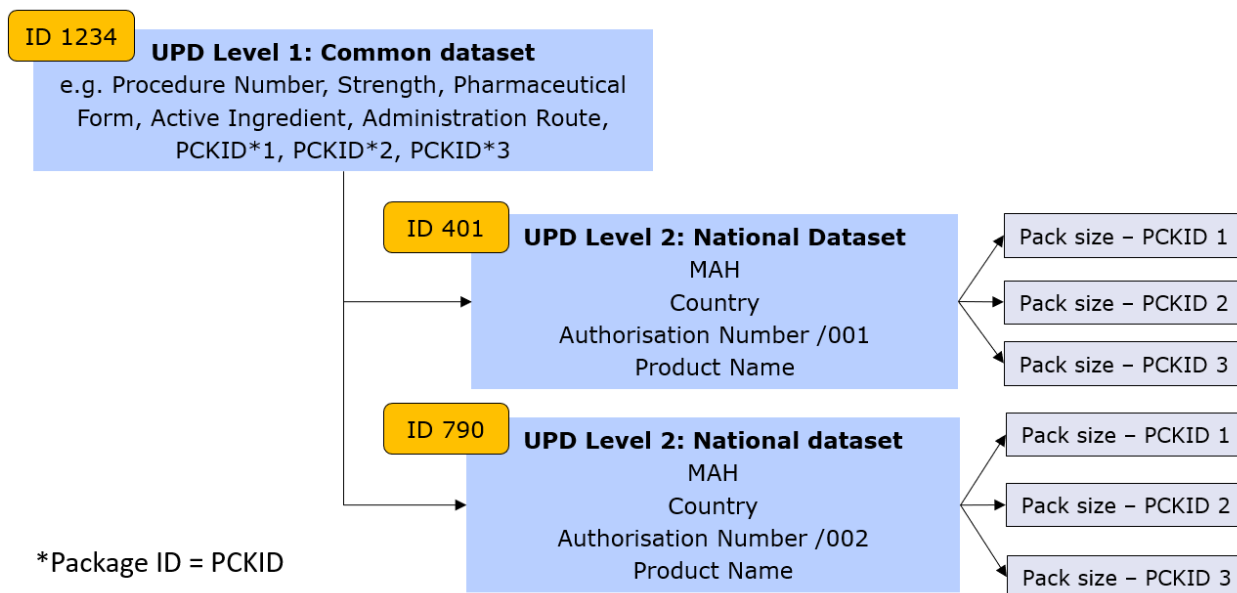 ID 1234
UPD Level 1: Common dataset
e.g. Procedure Number, Strength, Pharmaceutical
Form, Active Ingredient, Administration Route,
PCKID*1, PCKID*2, PCKID*3
ID 401
UPD Level 2: National Dataset
MAH
Country
Authorisation Number /001
Product Name
Pack size – PCKID 1
Pack size – PCKID 2
Pack size – PCKID 3
ID 790
UPD Level 2: National dataset
MAH
Country
Authorisation Number /002
Product Name
Pack size – PCKID 1
Pack size – PCKID 2
Pack size – PCKID 3
*Package ID = PCKID